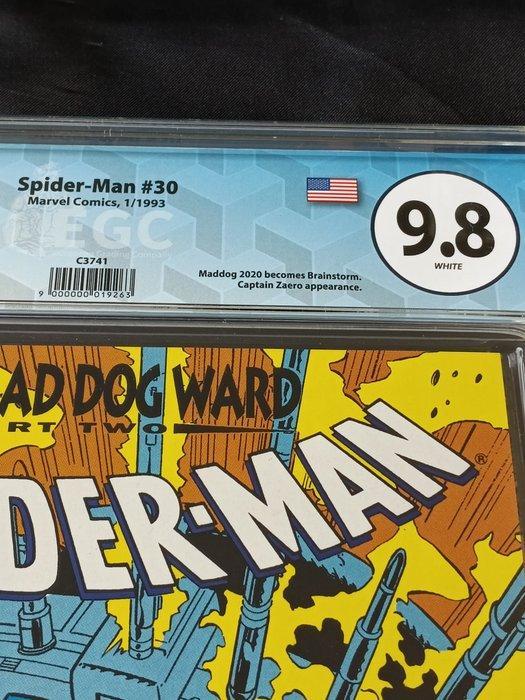 Spider-Man #30
Marvel Comics, 1/1993
EGC
C3741
9 000000 019263
Maddog 2020 becomes Brainstorm.
Captain Zaero appearance.
9.8
WHITE
AD DOG WARD
RT TWO
DER-MAN®